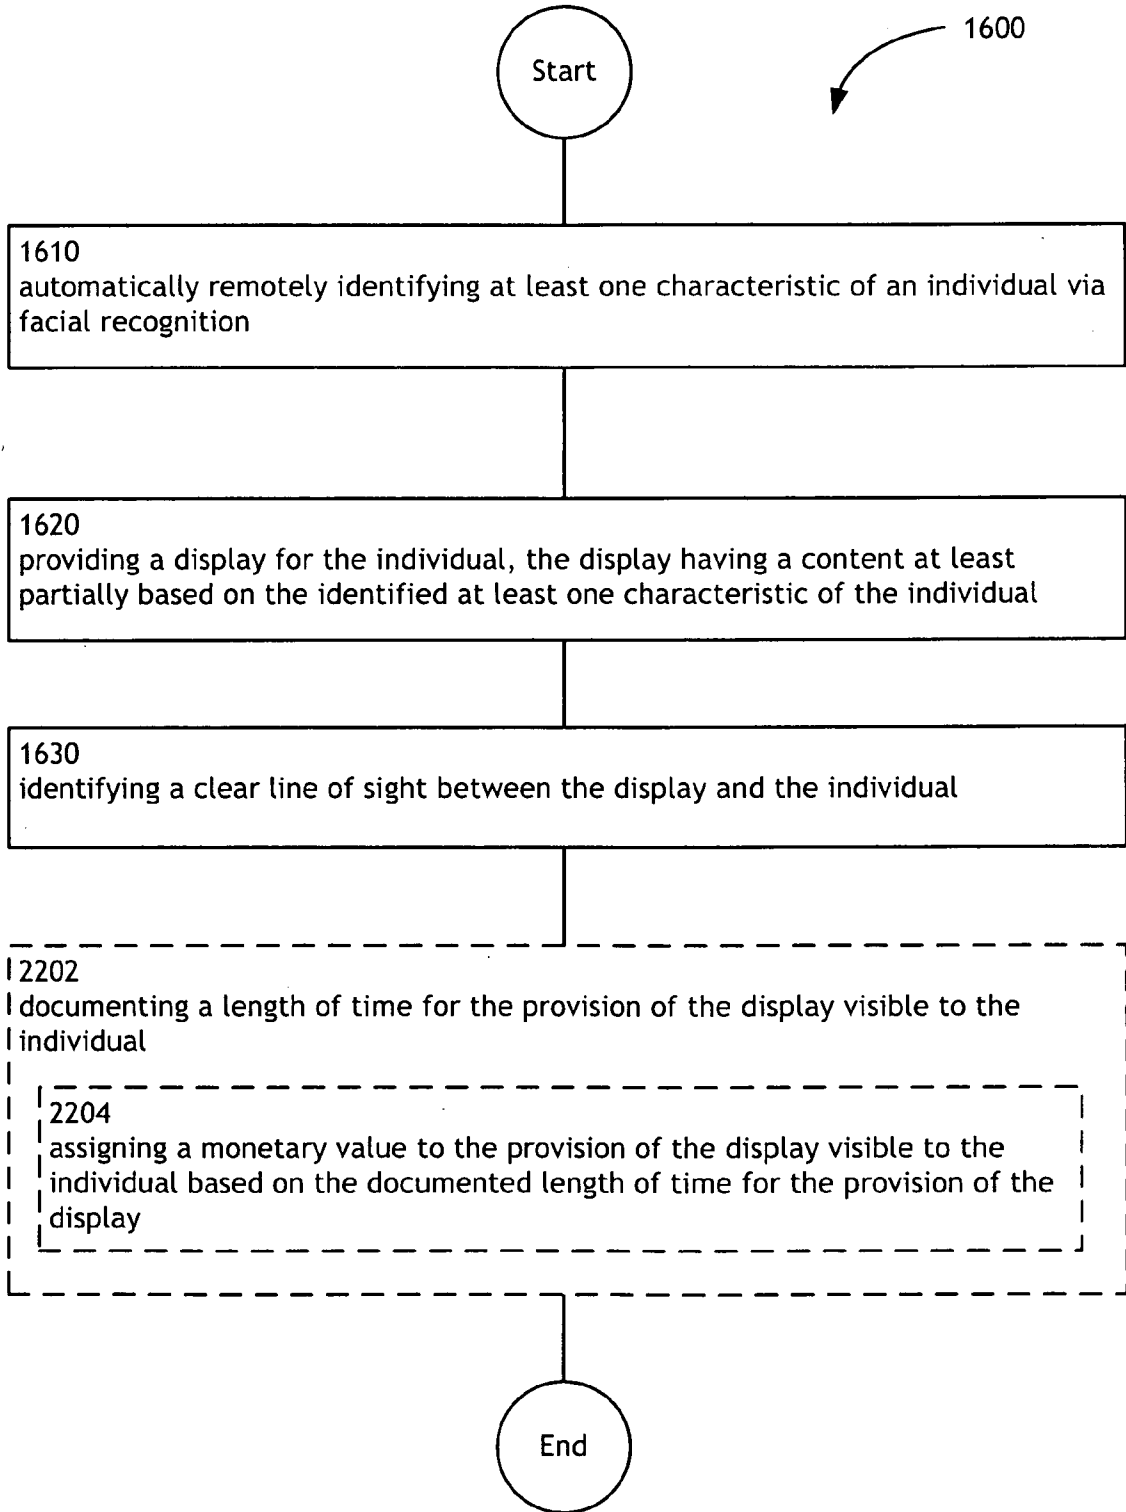 1600
Start
1610
automatically remotely identifying at least one characteristic of an individual via
facial recognition
1620
providing a display for the individual, the display having a content at least
partially based on the identified at least one characteristic of the individual
1630
identifying a clear line of sight between the display and the individual
2202
documenting a length of time for the provision of the display visible to the
individual
2204
assigning a monetary value to the provision of the display visible to the
individual based on the documented length of time for the provision of the
display
End